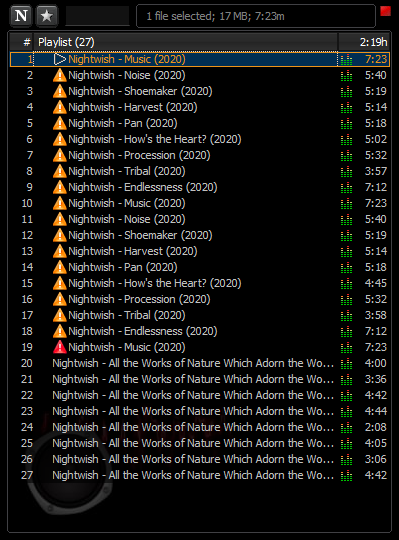 N
1 file selected; 17 MB; 7:23m
# Playlist (27) 2:19h
1 Nightwish - Music (2020) 7:23
2 Nightwish - Noise (2020) 5:40
3 Nightwish - Shoemaker (2020) 5:19
4 Nightwish - Harvest (2020) 5:14
5 Nightwish - Pan (2020) 5:18
6 Nightwish - How's the Heart? (2020) 5:02
7 Nightwish - Procession (2020) 5:32
8 Nightwish - Tribal (2020) 3:57
9 Nightwish - Endlessness (2020) 7:12
10 Nightwish - Music (2020) 7:23
11 Nightwish - Noise (2020) 5:40
12 Nightwish - Shoemaker (2020) 5:19
13 Nightwish - Harvest (2020) 5:14
14 Nightwish - Pan (2020) 5:18
15 Nightwish - How's the Heart? (2020) 4:45
16 Nightwish - Procession (2020) 5:32
17 Nightwish - Tribal (2020) 3:58
18 Nightwish - Endlessness (2020) 7:12
19 Nightwish - Music (2020) 7:23
20 Nightwish - All the Works of Nature Which Adorn the Wo... 4:00
21 Nightwish - All the Works of Nature Which Adorn the Wo... 3:36
22 Nightwish - All the Works of Nature Which Adorn the Wo... 4:42
23 Nightwish - All the Works of Nature Which Adorn the Wo... 4:44
24 Nightwish - All the Works of Nature Which Adorn the Wo... 2:08
25 Nightwish - All the Works of Nature Which Adorn the Wo... 4:05
26 Nightwish - All the Works of Nature Which Adorn the Wo... 3:06
27 Nightwish - All the Works of Nature Which Adorn the Wo... 4:42